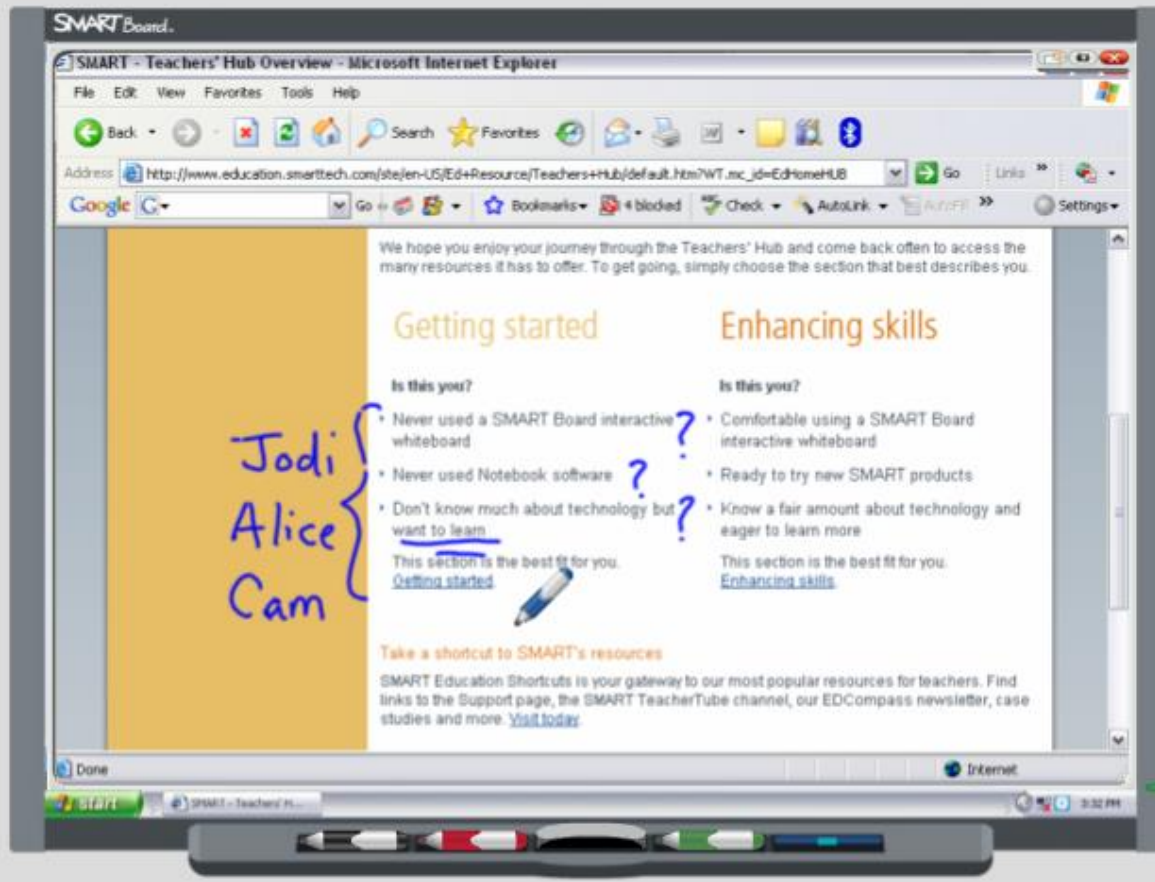 SMART Board
SMART - Teachers' Hub Overview - Microsoft Internet Explorer
File Edit View Favorites Tools Help
Back Search Favorites
Address http://www.education.smarttech.com/ste/en-US/Ed+Resource/Teachers+Hub/default.htm?WT.mc_id=EdHomeHUB Go Links »
Google G Go Bookmarks 4 blocked Check AutoLink AutoFill » Settings
We hope you enjoy your journey through the Teachers' Hub and come back often to access the
many resources it has to offer. To get going, simply choose the section that best describes you.
Getting started
Is this you?
Never used a SMART Board interactive ?
whiteboard
Never used Notebook software ?
Don't know much about technology but ?
want to learn
This section is the best fit for you.
Getting started.
Jodi
Alice
Cam
Enhancing skills
Is this you?
Comfortable using a SMART Board
interactive whiteboard
Ready to try new SMART products
Know a fair amount about technology and
eager to learn more
This section is the best fit for you.
Enhancing skills.
Take a shortcut to SMART's resources
SMART Education Shortcuts is your gateway to our most popular resources for teachers. Find
links to the Support page, the SMART TeacherTube channel, our EDCompass newsletter, case
studies and more. Visit today.
Done Internet
start SMART - Teachers' H... 3:32 PM